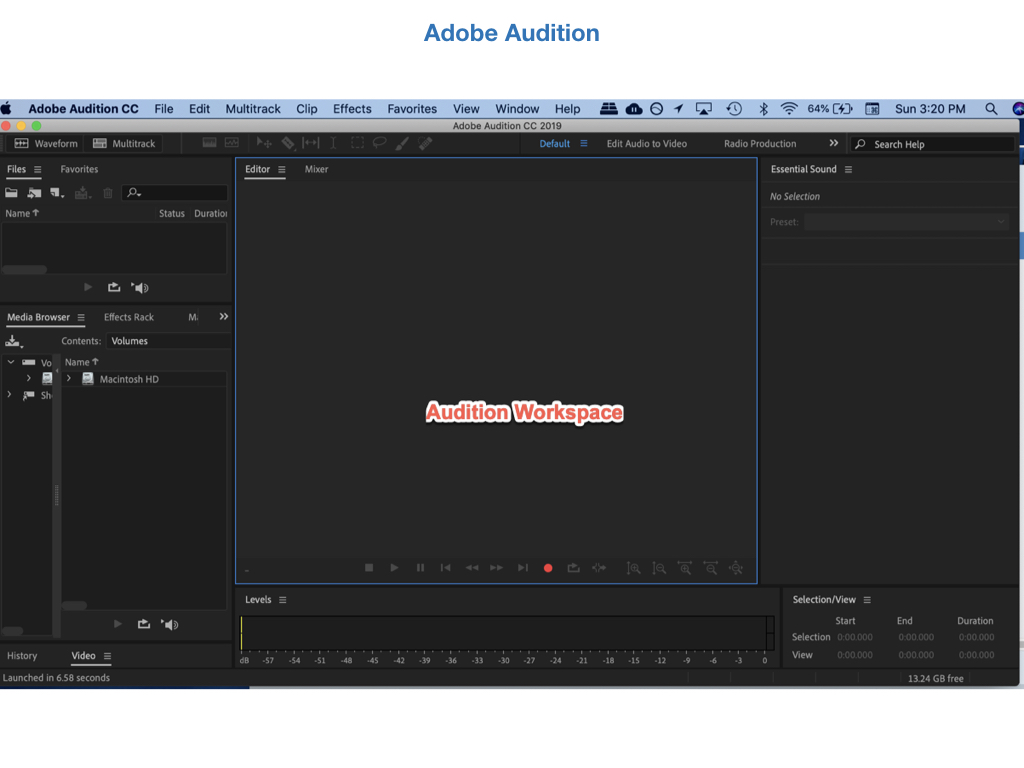 Adobe Audition
Adobe Audition CC File Edit Multitrack Clip Effects Favorites View Window Help 64% Sun 3:20 PM
Adobe Audition CC 2019
Waveform Multitrack Default Edit Audio to Video Radio Production Search Help
Files Favorites Editor Mixer Essential Sound
No Selection
Name Status Duration
Preset:
Media Browser Effects Rack M
Contents: Volumes
Vo Name
Macintosh HD
Sh
Audition Workspace
Levels Selection/View
Start End Duration
Selection 0:00.000 0:00.000 0:00.000
History Video dB -57 -54 -51 -48 -45 -42 -39 -36 -33 -30 -27 -24 -21 -18 -15 -12 -9 -6 -3 0 View 0:00.000 0:00.000 0:00.000
Launched in 6.58 seconds 13.24 GB free